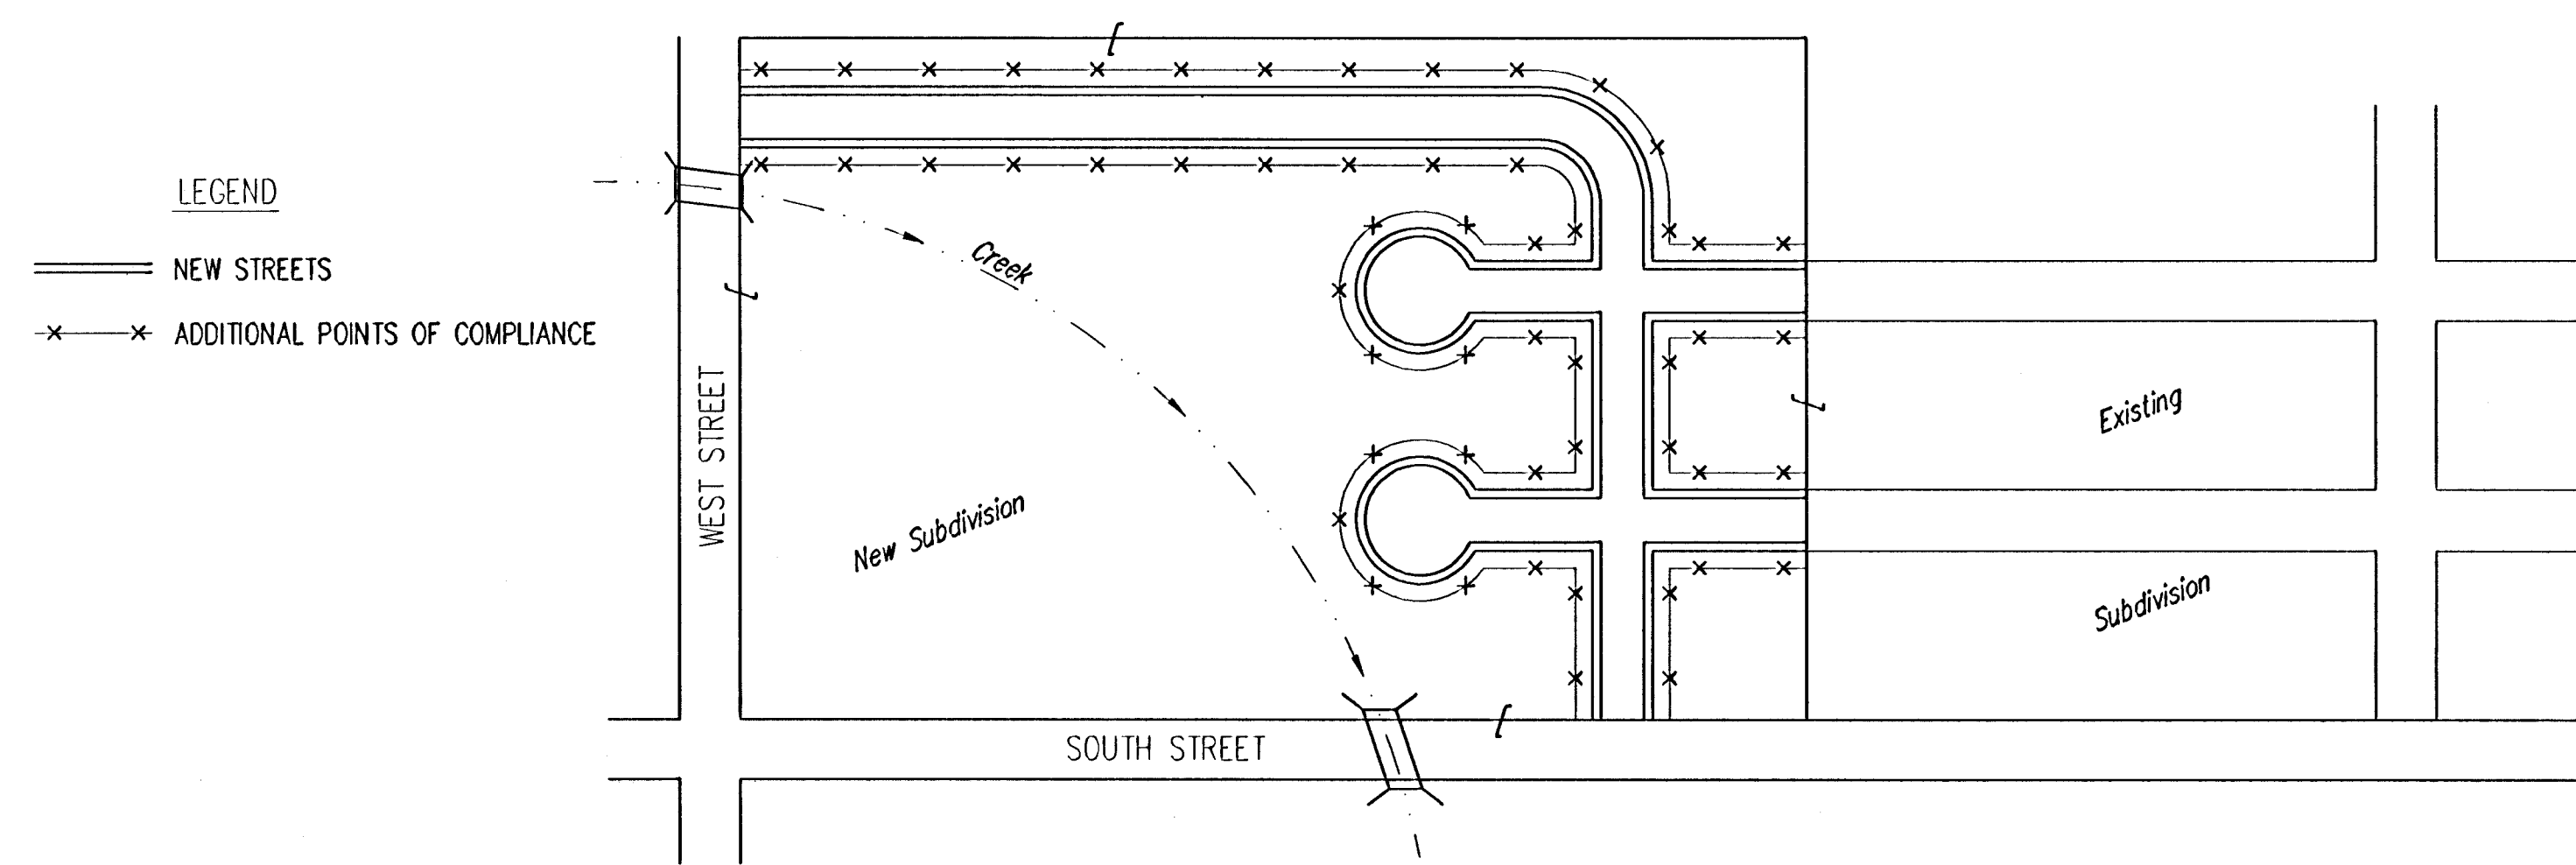 LEGEND
NEW STREETS
ADDITIONAL POINTS OF COMPLIANCE
WEST STREET
Creek
New Subdivision
SOUTH STREET
Existing
Subdivision